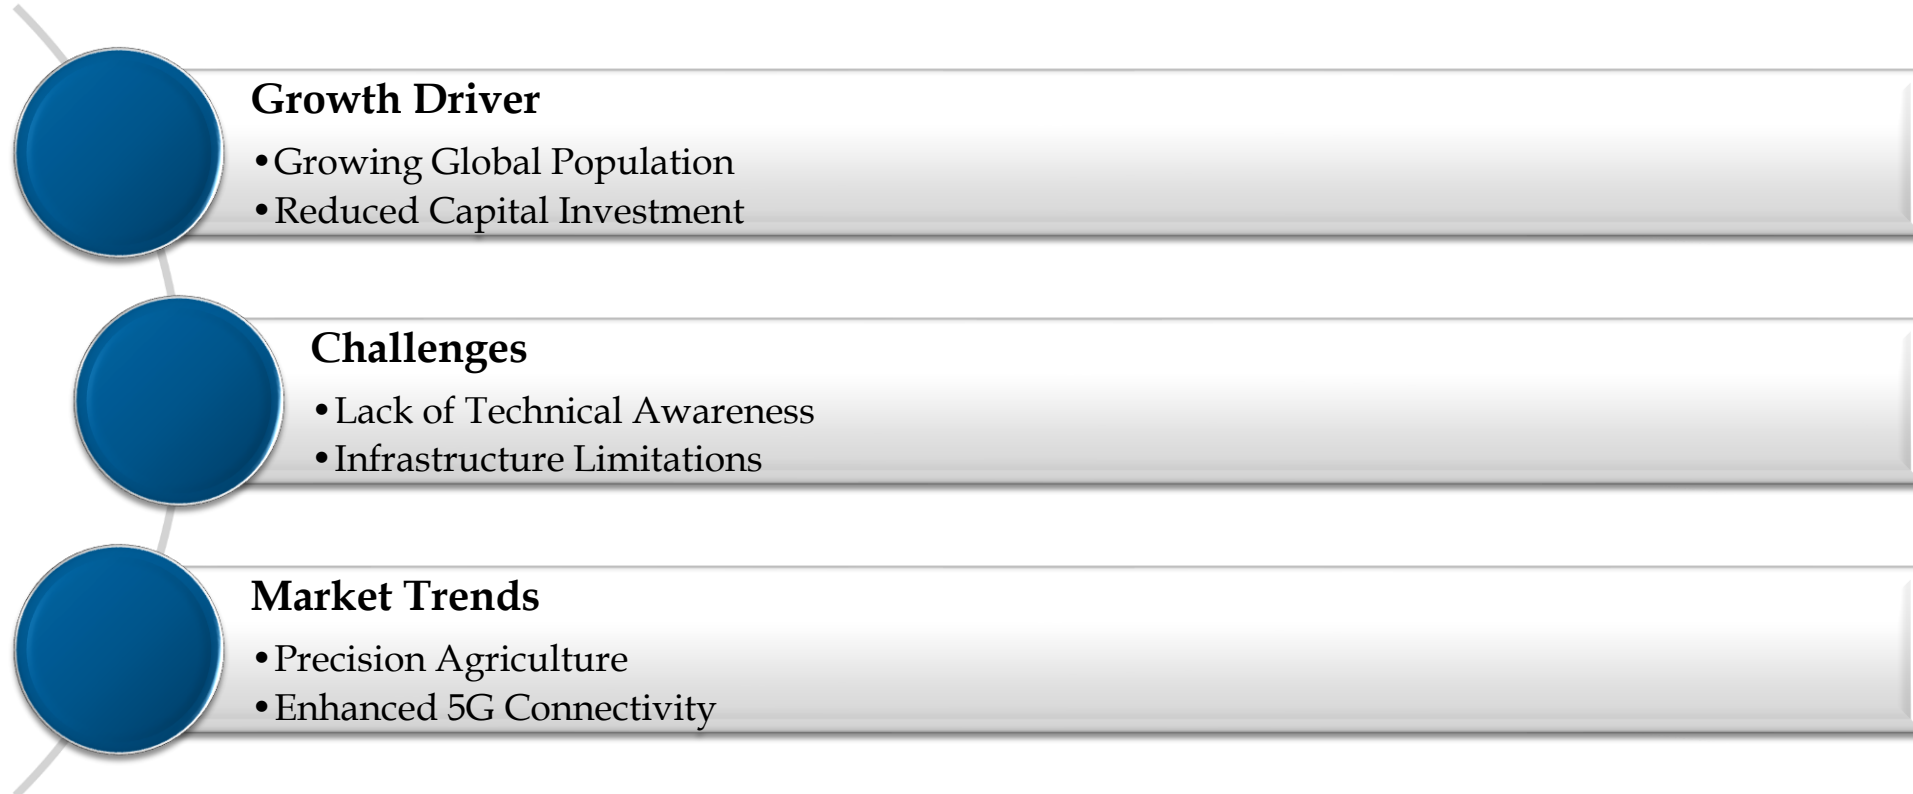 Growth Driver
•Growing Global Population
•Reduced Capital Investment
Challenges
•Lack of Technical Awareness
•Infrastructure Limitations
Market Trends
•Precision Agriculture
•Enhanced 5G Connectivity